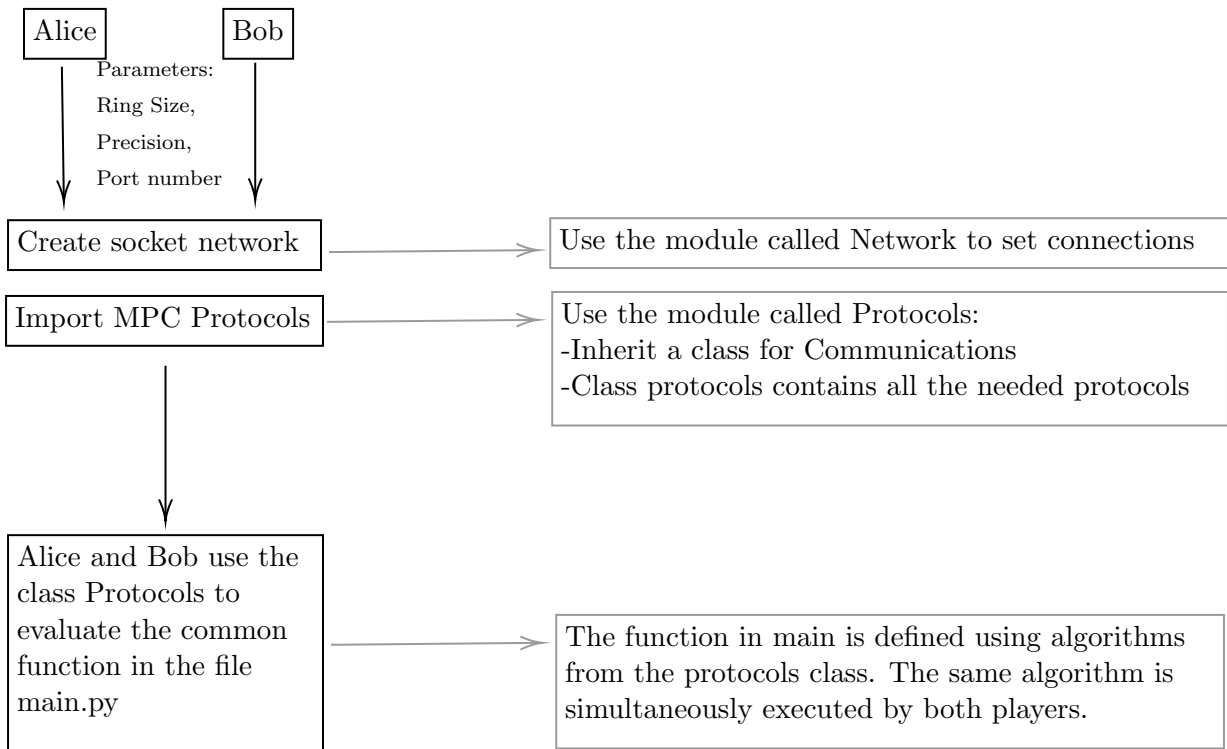 Alice
Bob
Parameters:
Ring Size,
Precision,
Port number
Create socket network
Use the module called Network to set connections
Import MPC Protocols
Use the module called Protocols:
-Inherit a class for Communications
-Class protocols contains all the needed protocols
Alice and Bob use the
class Protocols to
evaluate the common
function in the file
main.py
The function in main is defined using algorithms
from the protocols class. The same algorithm is
simultaneously executed by both players.